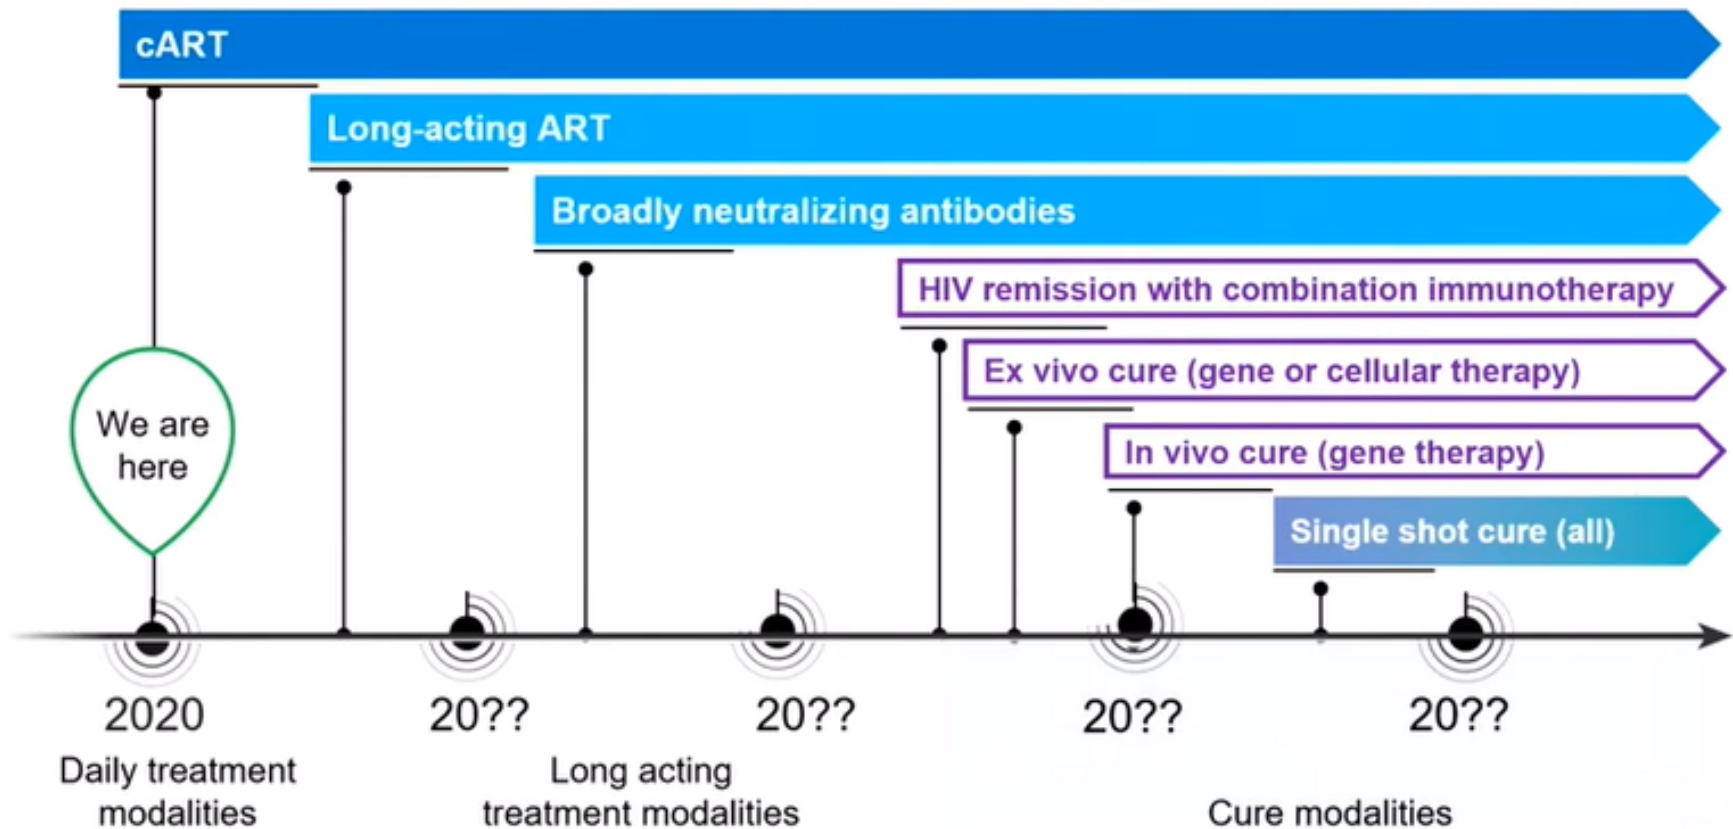 cART
Long-acting ART
Broadly neutralizing antibodies
HIV remission with combination immunotherapy
Ex vivo cure (gene or cellular therapy)
In vivo cure (gene therapy)
Single shot cure (all)
We are
here
2020
20??
20??
20??
20??
Daily treatment
modalities
Long acting
treatment modalities
Cure modalities